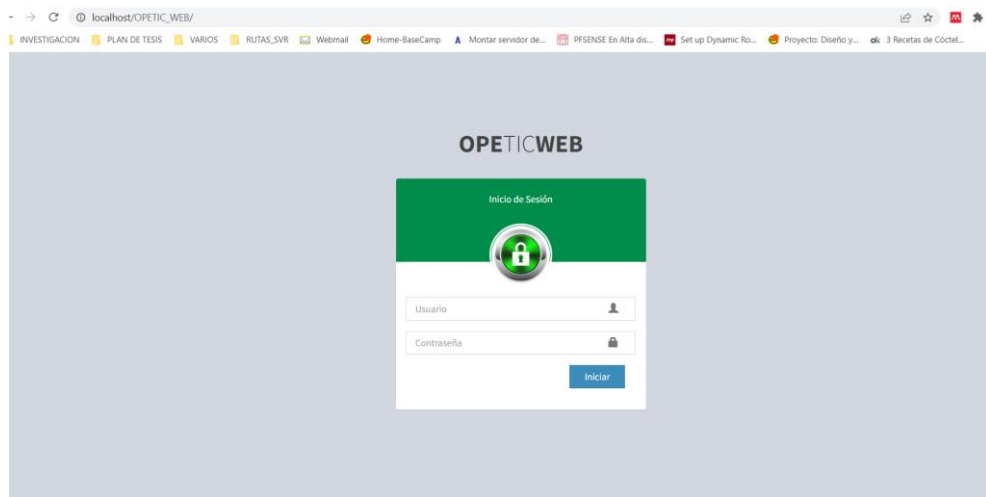 localhost/OPETIC_WEB/
INVESTIGACION PLAN DE TESIS VARIOS RUTAS_SVR Webmail Home-BaseCamp Montar servidor de... PFSENSE En Alta dis... Set up Dynamic Ro... Proyecto: Diseño y... 3 Recetas de Cóctel...
OPETICWEB
Inicio de Sesión
Usuario
Contraseña
Iniciar